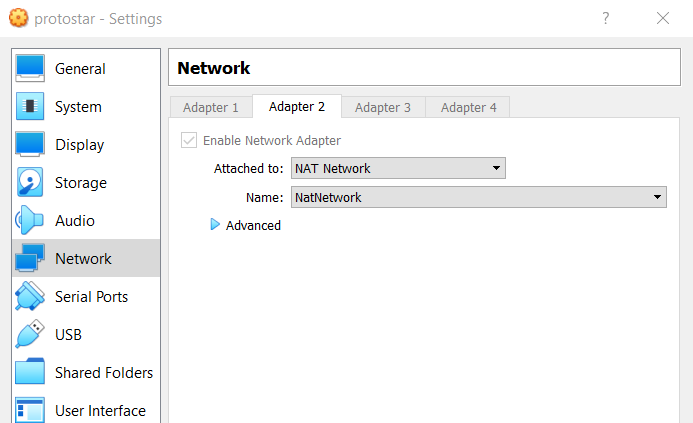 protostar - Settings
?
General
System
Display
Storage
Audio
Network
Serial Ports
USB
Shared Folders
User Interface
Network
Adapter 1 Adapter 2 Adapter 3 Adapter 4
Enable Network Adapter
Attached to: NAT Network
Name: NatNetwork
Advanced